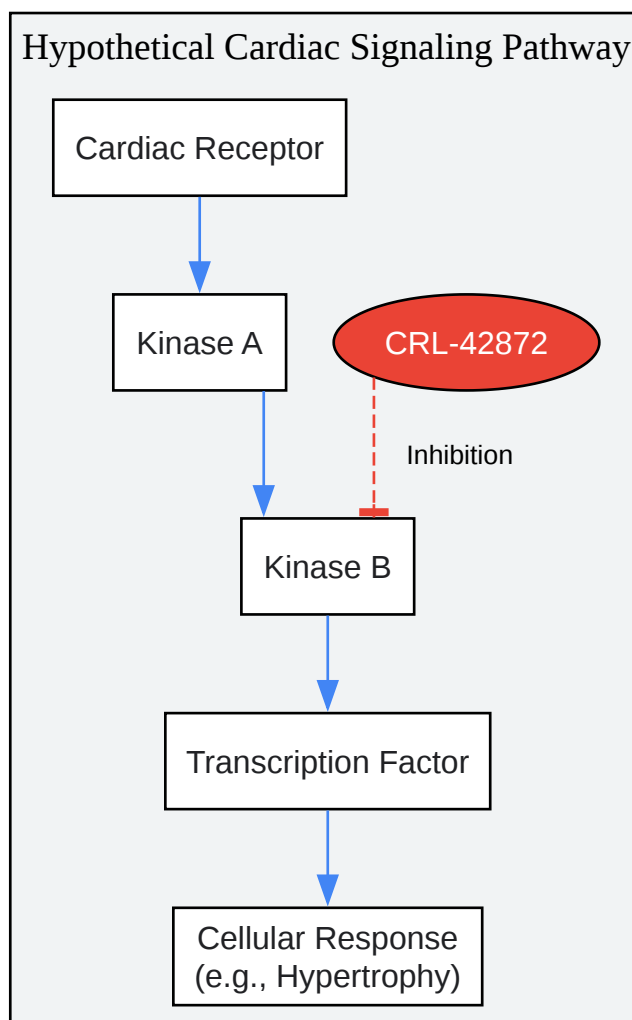 Hypothetical Cardiac Signaling Pathway
Cardiac Receptor
Kinase A
CRL-42872
Inhibition
Kinase B
Transcription Factor
Cellular Response
(e.g., Hypertrophy)